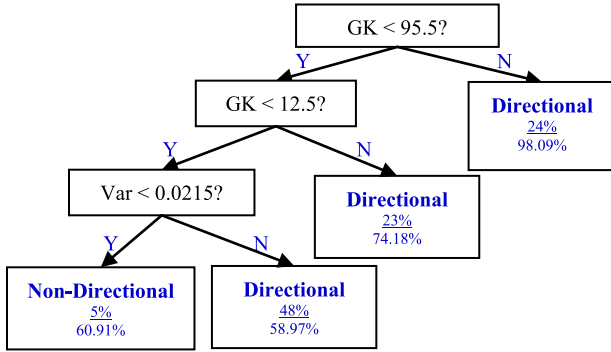 GK < 95.5?
Y
N
GK < 12.5?
Directional
24%
98.09%
Y
N
Var < 0.0215?
Directional
23%
74.18%
Y
N
Non-Directional
5%
60.91%
Directional
48%
58.97%